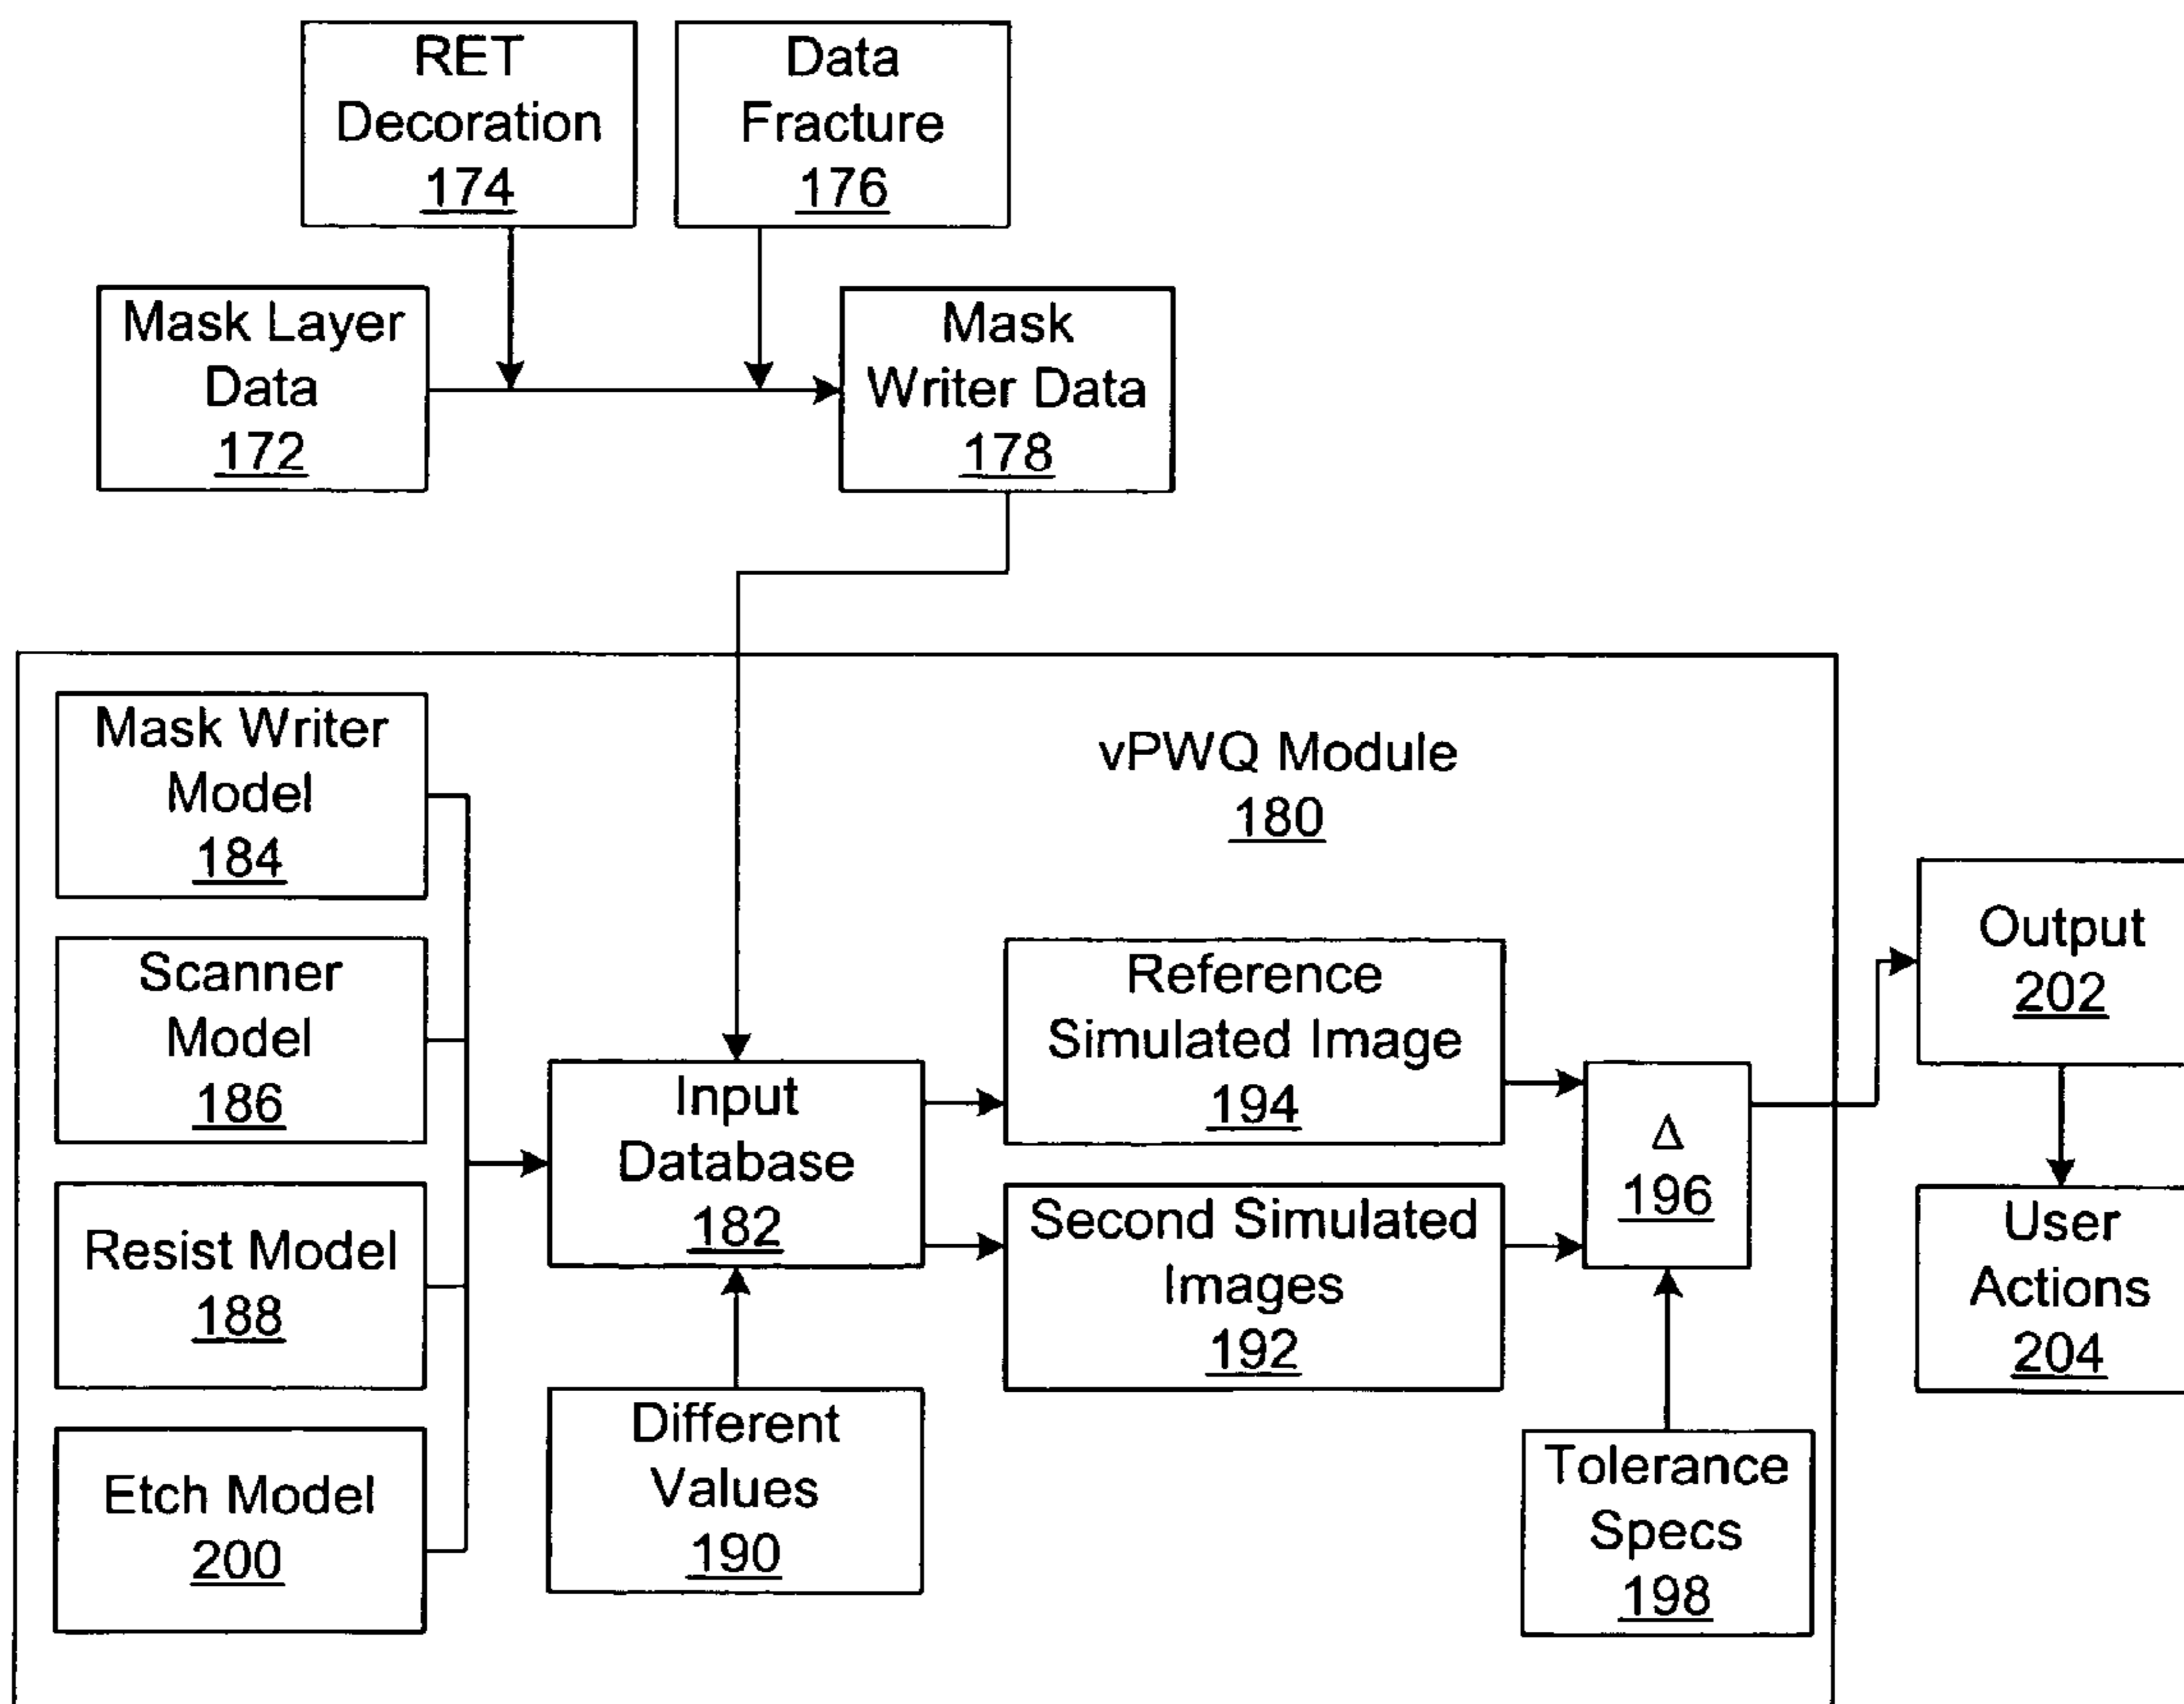 RET
Decoration
174
Data
Fracture
176
Mask Layer
Data
172
Mask
Writer Data
178
vPWQ Module
180
Mask Writer
Model
184
Scanner
Model
186
Resist Model
188
Etch Model
200
Input
Database
182
Different
Values
190
Reference
Simulated Image
194
Second Simulated
Images
192
Δ
196
Tolerance
Specs
198
Output
202
User
Actions
204